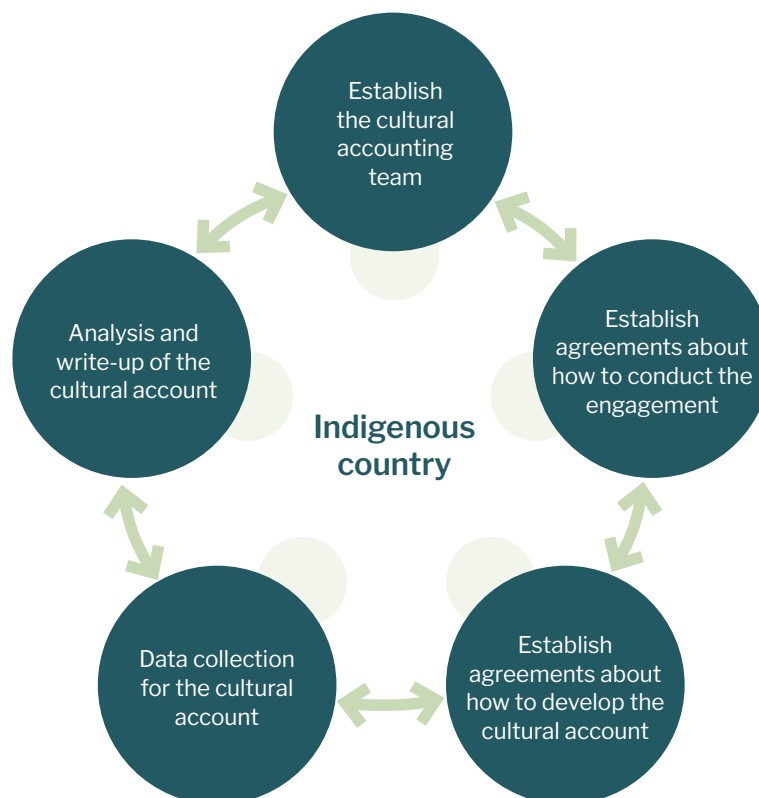 Establish
the cultural
accounting
team
Establish
agreements about
how to conduct the
engagement
Establish
agreements about
how to develop the
cultural account
Data collection
for the cultural
account
Analysis and
write-up of the
cultural account
Indigenous
country